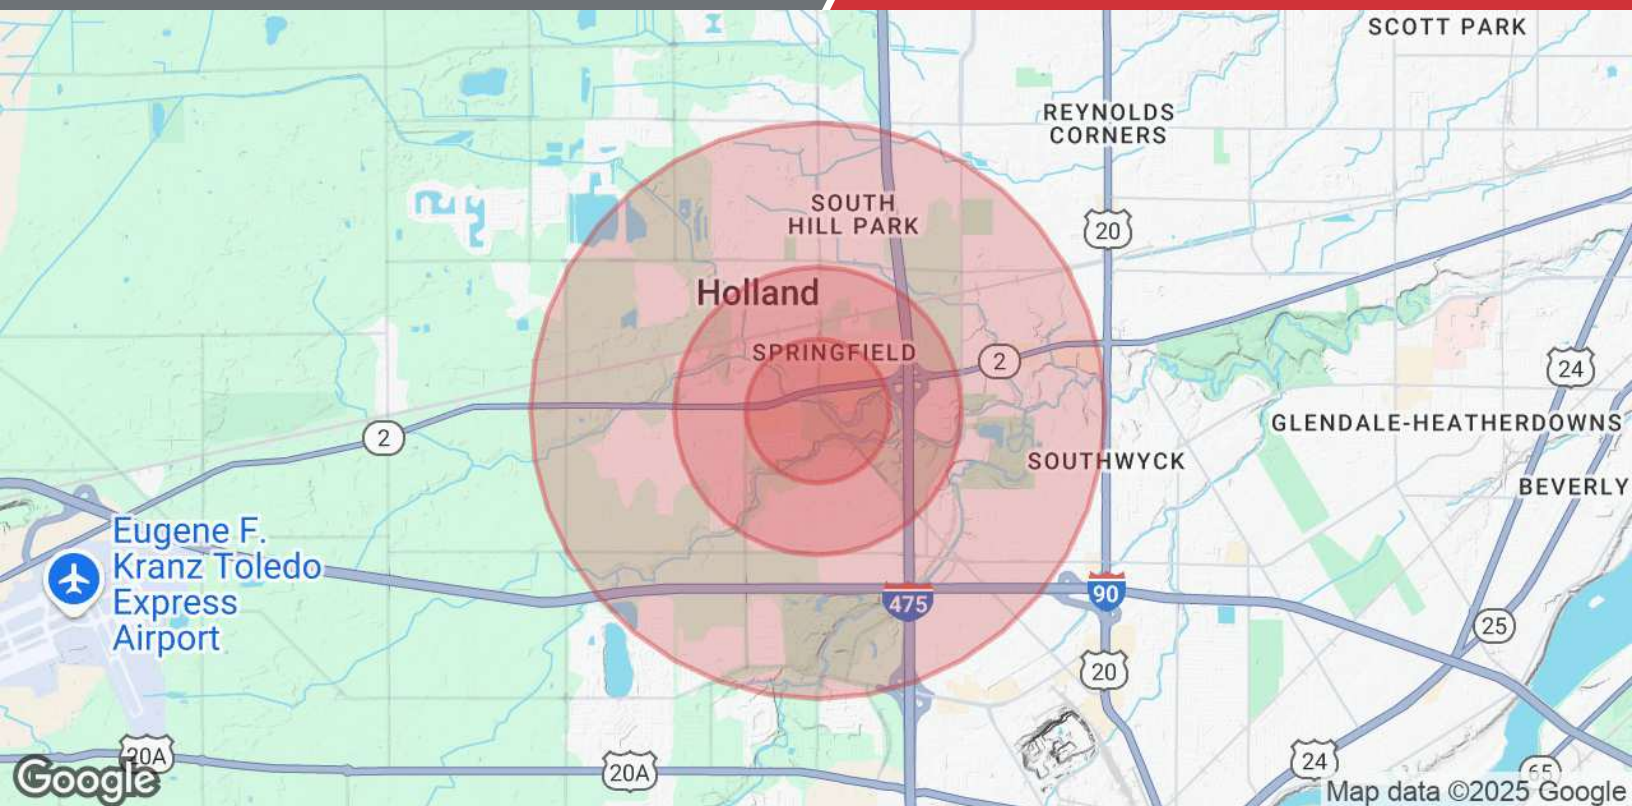 SCOTT PARK
REYNOLDS
CORNERS
SOUTH
HILL PARK
20
Holland
SPRINGFIELD
2
24
2
GLENDALE-HEATHERDOWNS
SOUTHWYCK
BEVERLY
Eugene F.
Kranz Toledo
Express
Airport
475
90
25
20
20A
20A
24
65
Google
Map data ©2025 Google